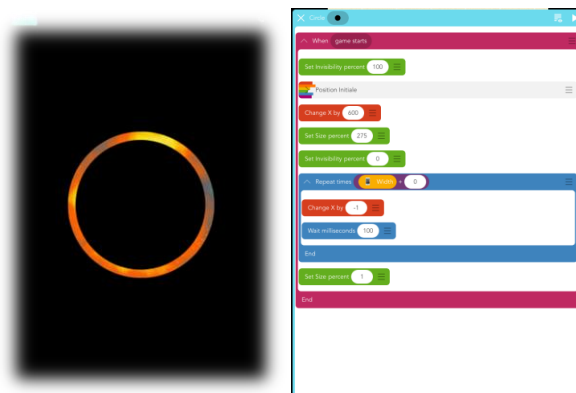 Circle
When game starts
Set Invisibility percent 100
Position Initiale
Change X by 600
Set Size percent 275
Set Invisibility percent 0
Repeat times Width + 0
Change X by -1
Wait milliseconds 100
End
Set Size percent 1
End